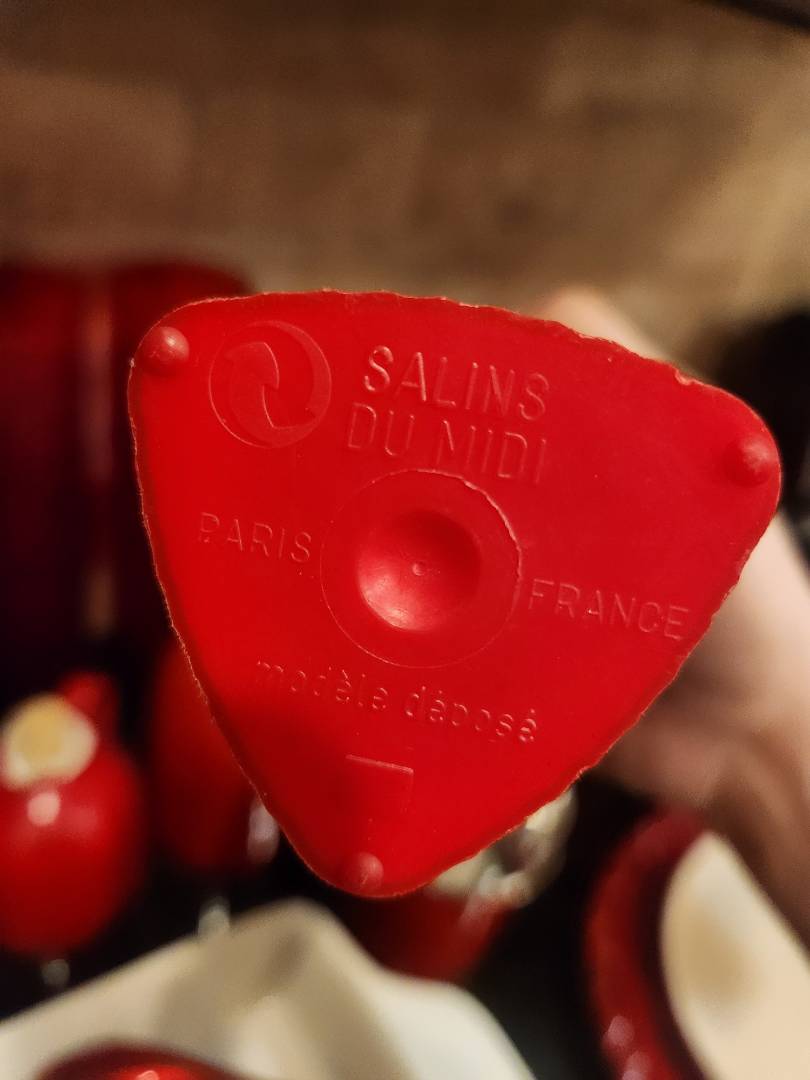 SALINS
DU MIDI
PARIS
FRANCE
modèle déposé